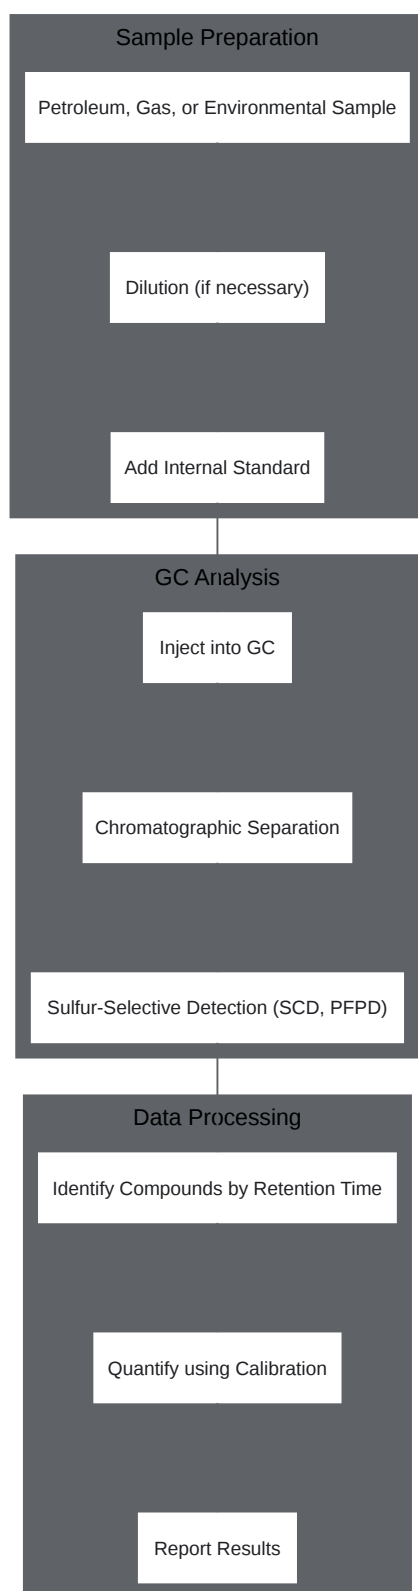 Sample Preparation
Petroleum, Gas, or Environmental Sample
Dilution (if necessary)
Add Internal Standard
GC Analysis
Inject into GC
Chromatographic Separation
Sulfur-Selective Detection (SCD, PFPD)
Data Processing
Identify Compounds by Retention Time
Quantify using Calibration
Report Results